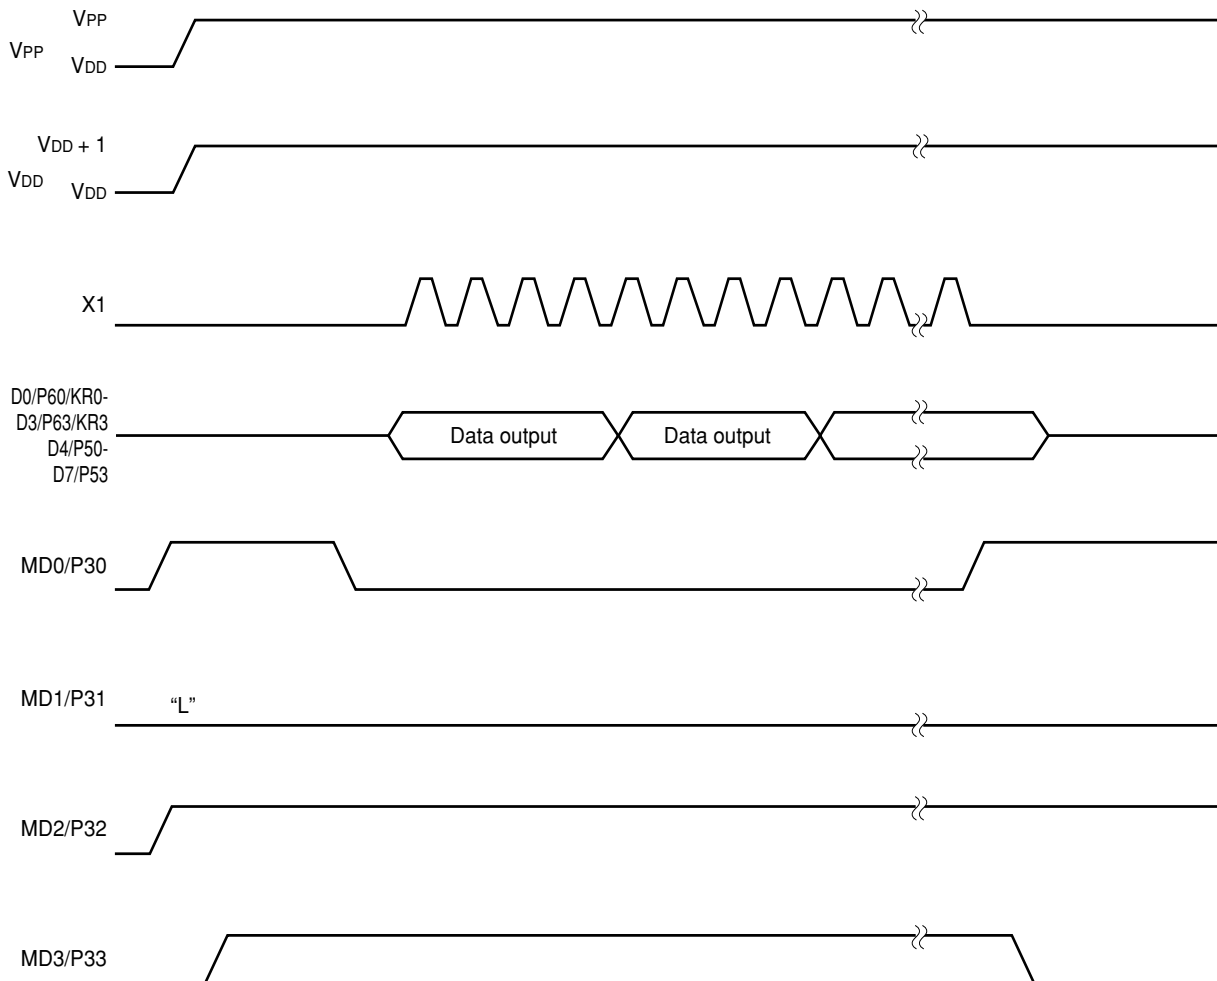 VPP
VPP
VDD
VDD + 1
VDD
VDD
X1
D0/P60/KR0-
D3/P63/KR3
D4/P50-
D7/P53
Data output
Data output
MD0/P30
MD1/P31
“L”
MD2/P32
MD3/P33